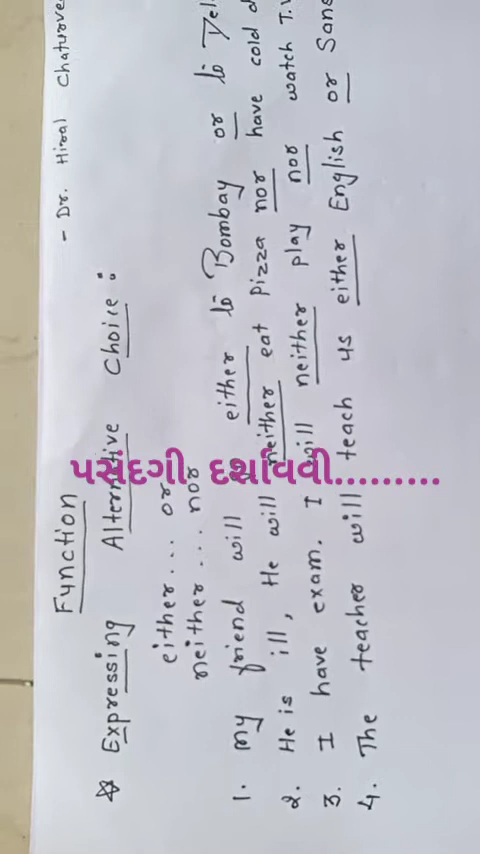 - Dr. Hiral
Function
☆ Expressing Alternative Choice :
either... or
neither... nor
1. My friend will go either to Bombay or to
2. He is ill, He will neither eat pizza nor have cold
3. I have exam. I will neither play nor watch T.V
4. The teacher will teach us either English or
પસંદગી દર્શાવવી.........